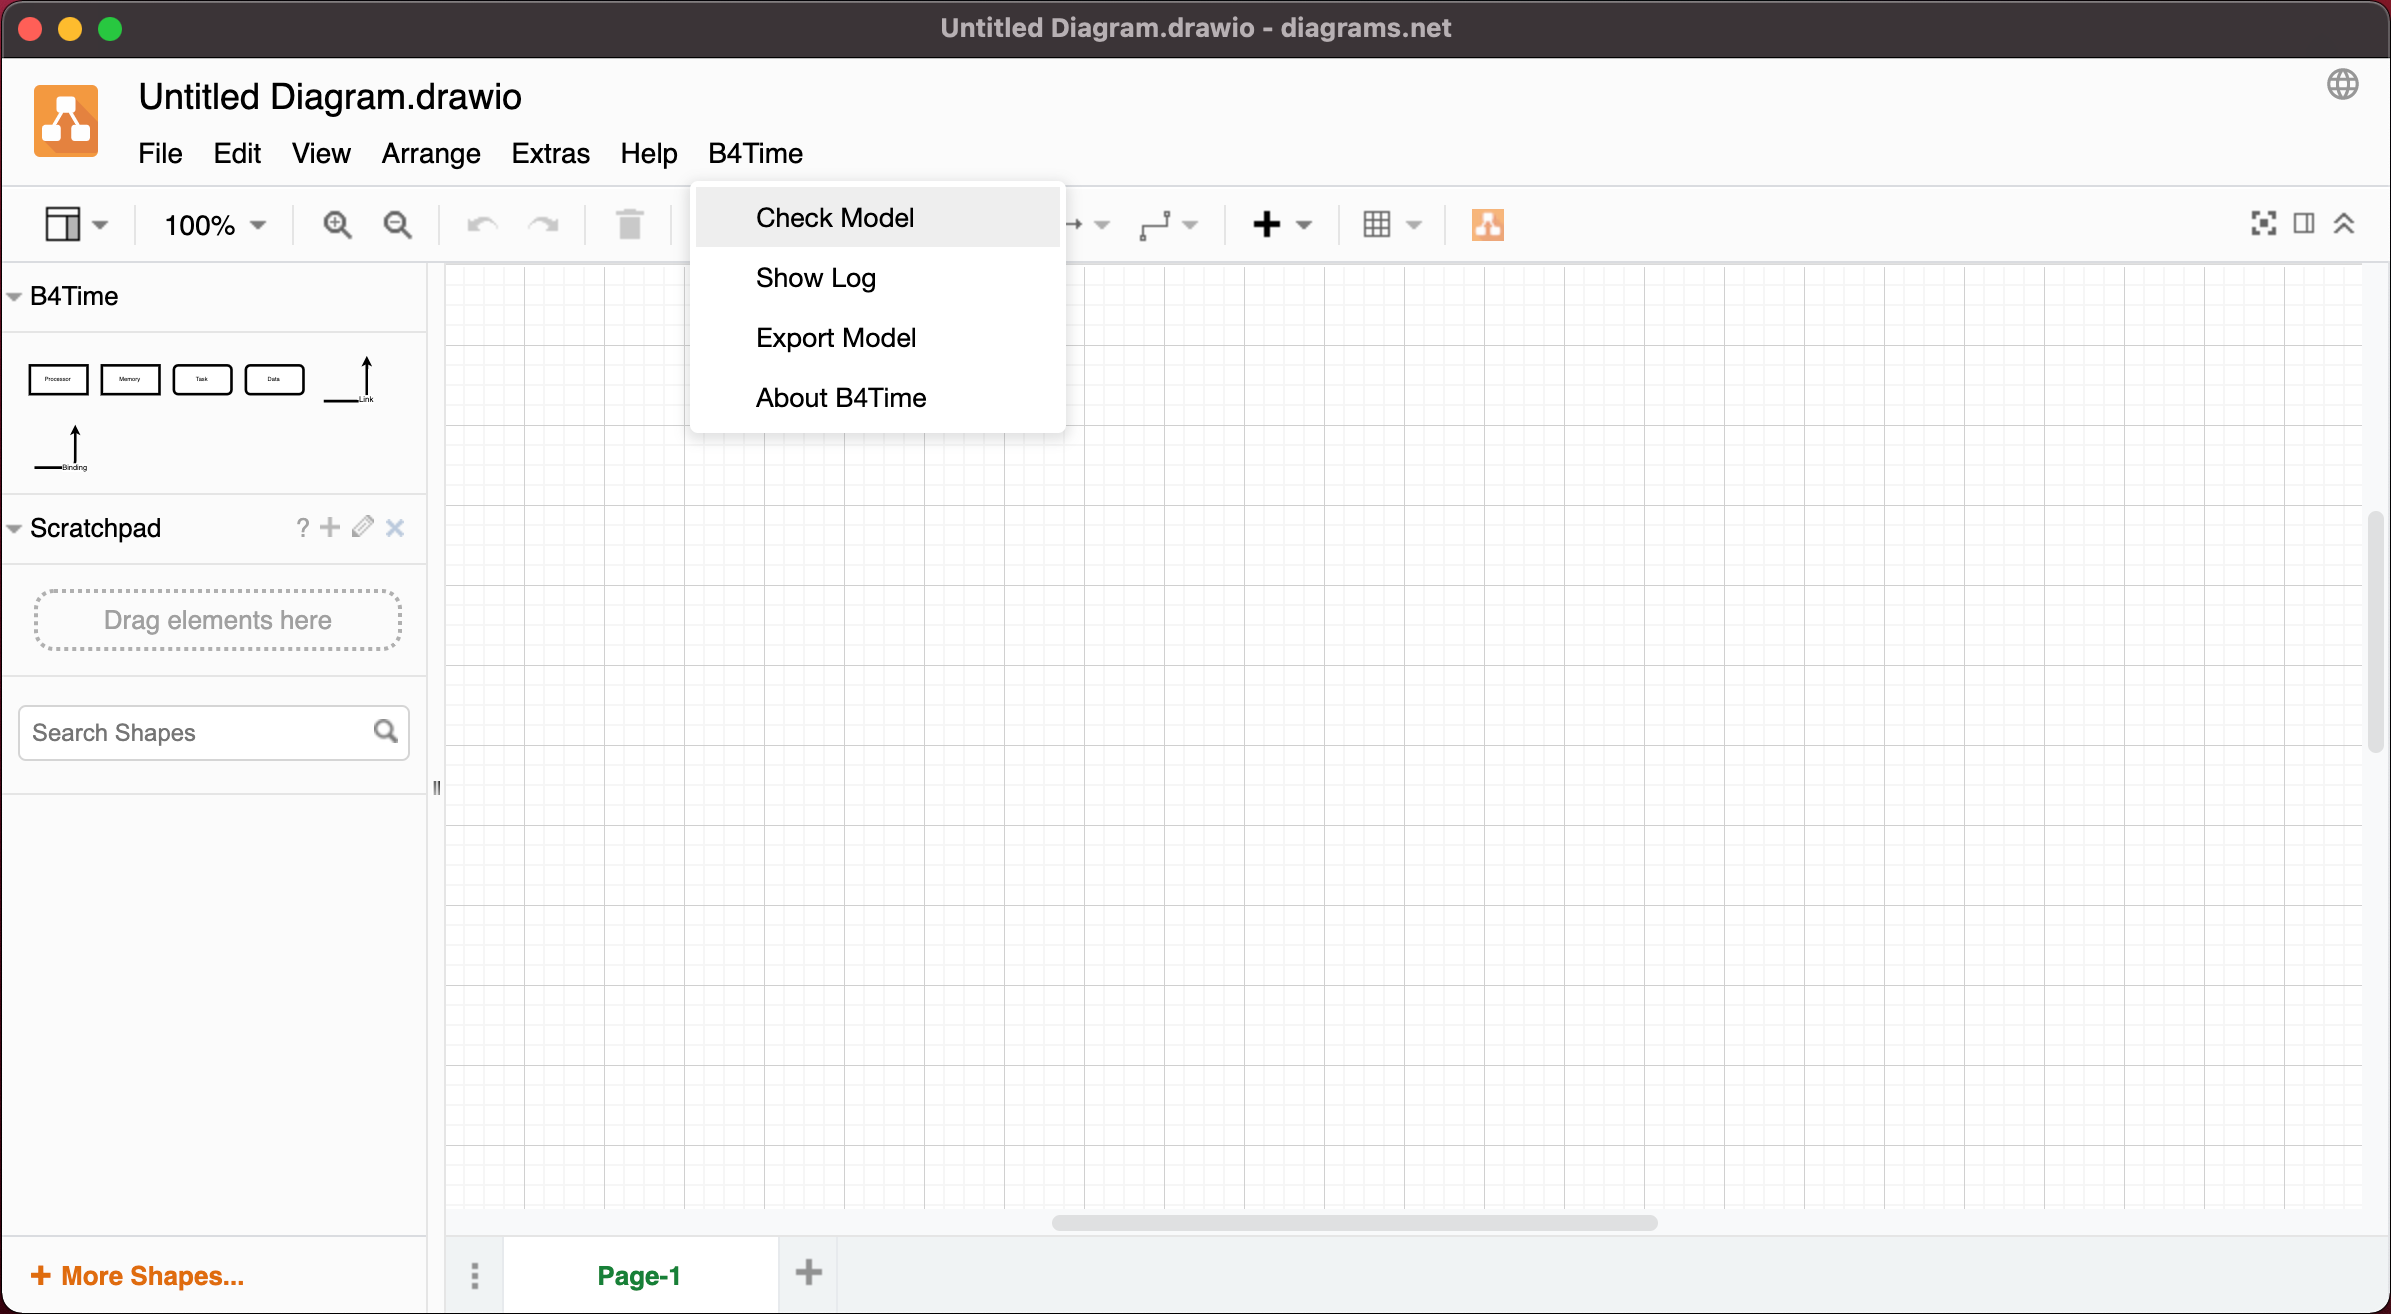 Untitled Diagram.drawio - diagrams.net
Untitled Diagram.drawio
File Edit View Arrange Extras Help B4Time
100%
Check Model
Show Log
Export Model
About B4Time
B4Time
Processor Memory Task Data Link
Binding
Scratchpad ?
Drag elements here
Search Shapes
+ More Shapes...
Page-1